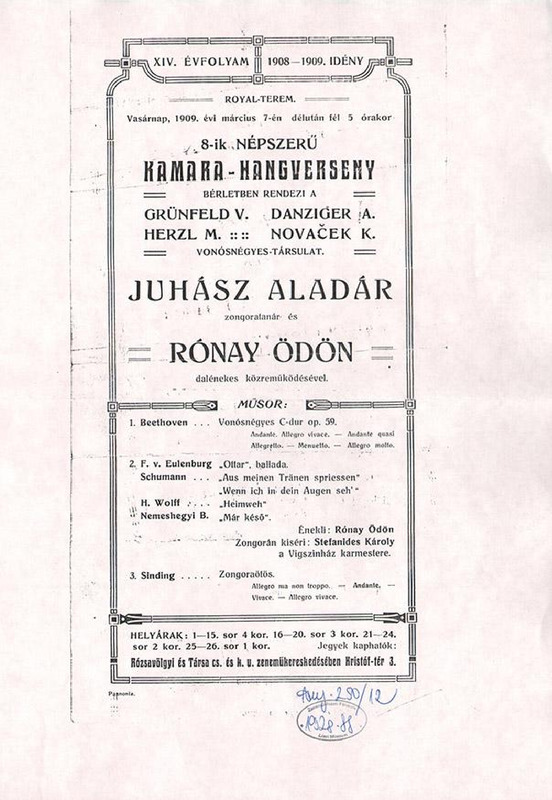 XIV. ÉVFOLYAM 1908—1909. IDÉNY
ROYAL-TEREM.
Vasárnap, 1909. évi március 7-én délután fél 5 órakor
8-ik NÉPSZERŰ
KAMARA-HANGVERSENY
BÉRLETBEN RENDEZI A
GRÜNFELD V. DANZIGER A.
HERZL M. :: :: NOVAČEK K.
VONÓSNÉGYES-TÁRSULAT.
JUHÁSZ ALADÁR
zongoratanár és
RÓNAY ÖDÖN
dalénekes közreműködésével.
MŰSOR:
1. Beethoven . . . Vonósnégyes C-dur op. 59.
Andante. Allegro vivace. — Andante quasi
Allegretto. — Menuetto. — Allegro molto.
2. F. v. Eulenburg „Ottar", ballada.
Schumann . . . „Aus meinen Tränen spriessen"
„Wenn ich in dein Augen seh'"
H. Wolff . . . . „Heimweh"
Nemeshegyi B. „Már késő".
Énekli: Rónay Ödön
Zongorán kiséri: Stefanides Károly
a Vigszinház karmestere.
3. Sinding . . . . . Zongoraötös.
Allegro ma non troppo. — Andante. —
Vivace. — Allegro vivace.
HELYÁRAK: 1—15. sor 4 kor. 16—20. sor 3 kor. 21—24.
sor 2 kor. 25—26. sor 1 kor. Jegyek kaphatók:
Rózsavölgyi és Társa cs. és k. u. zeneműkereskedésében Kristóf-tér 3.
Pannonia.
290/12
1928-88